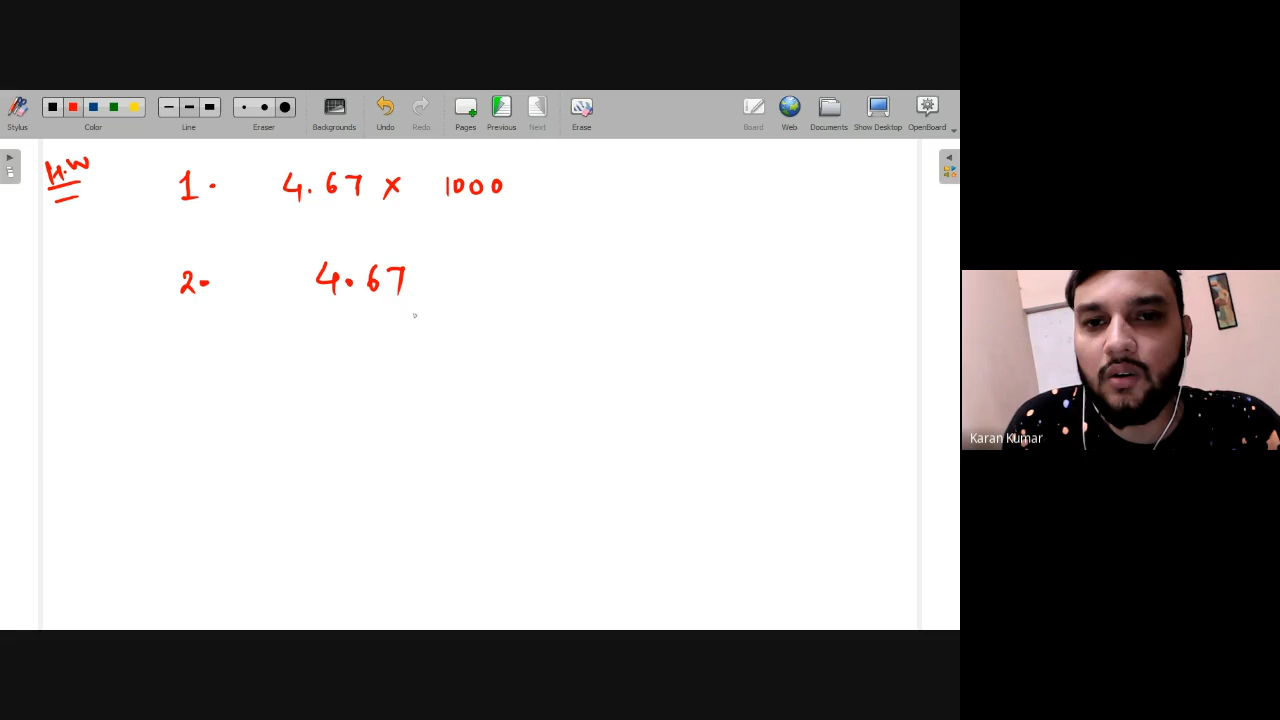 Stylus Color Line Eraser Backgrounds Undo Redo Pages Previous Next Erase Board Web Documents Show Desktop OpenBoard
H.W 1. 4.67 × 1000
2. 4.67
Karan Kumar